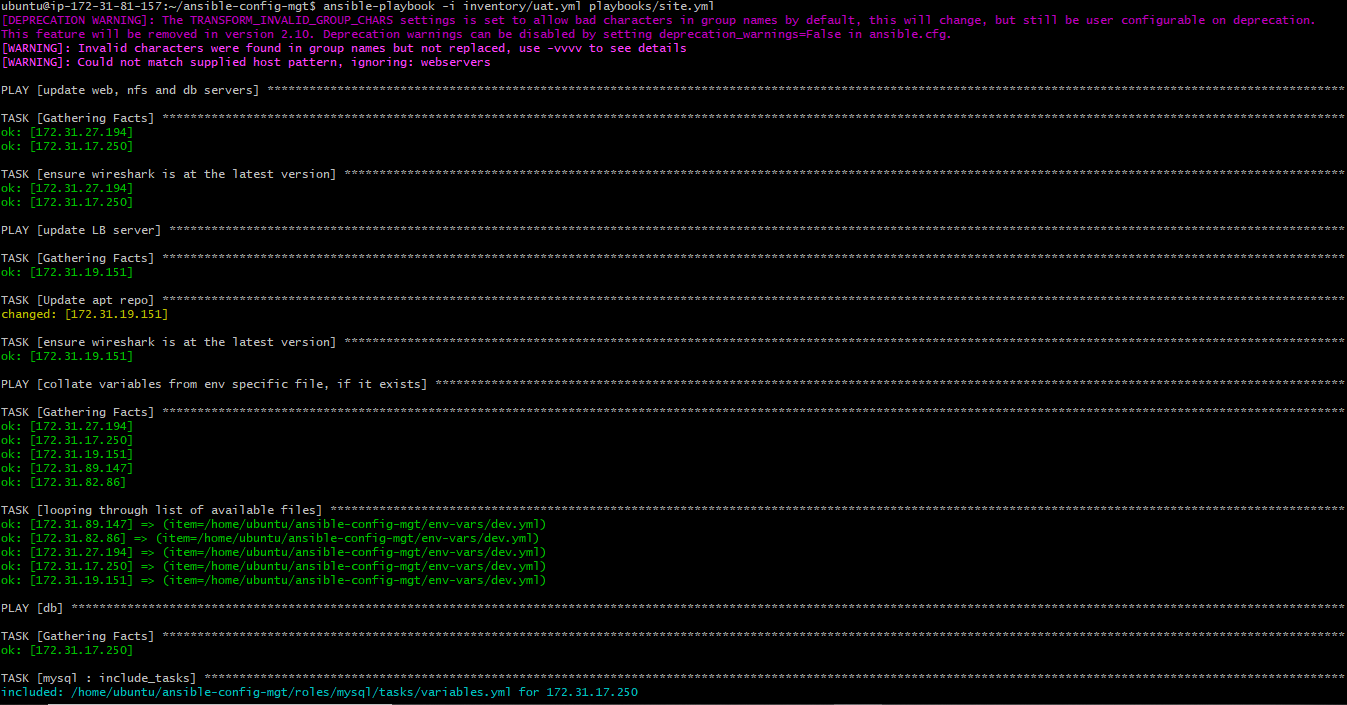 ubuntu@ip-172-31-81-157:~/ansible-config-mgt$ ansible-playbook -i inventory/uat.yml playbooks/site.yml
[DEPRECATION WARNING]: The TRANSFORM_INVALID_GROUP_CHARS settings is set to allow bad characters in group names by default, this will change, but still be user configurable on deprecation.
This feature will be removed in version 2.10. Deprecation warnings can be disabled by setting deprecation_warnings=False in ansible.cfg.
[WARNING]: Invalid characters were found in group names but not replaced, use -vvvv to see details
[WARNING]: Could not match supplied host pattern, ignoring: webservers
PLAY [update web, nfs and db servers] **********************************************************************************************************************************************************
TASK [Gathering Facts] *************************************************************************************************************************************************************************
ok: [172.31.27.194]
ok: [172.31.17.250]
TASK [ensure wireshark is at the latest version] ***********************************************************************************************************************************************
ok: [172.31.27.194]
ok: [172.31.17.250]
PLAY [update LB server] ************************************************************************************************************************************************************************
TASK [Gathering Facts] *************************************************************************************************************************************************************************
ok: [172.31.19.151]
TASK [Update apt repo] *************************************************************************************************************************************************************************
changed: [172.31.19.151]
TASK [ensure wireshark is at the latest version] ***********************************************************************************************************************************************
ok: [172.31.19.151]
PLAY [collate variables from env specific file, if it exists] **********************************************************************************************************************************
TASK [Gathering Facts] *************************************************************************************************************************************************************************
ok: [172.31.27.194]
ok: [172.31.17.250]
ok: [172.31.19.151]
ok: [172.31.89.147]
ok: [172.31.82.86]
TASK [looping through list of available files] *************************************************************************************************************************************************
ok: [172.31.89.147] => (item=/home/ubuntu/ansible-config-mgt/env-vars/dev.yml)
ok: [172.31.82.86] => (item=/home/ubuntu/ansible-config-mgt/env-vars/dev.yml)
ok: [172.31.27.194] => (item=/home/ubuntu/ansible-config-mgt/env-vars/dev.yml)
ok: [172.31.17.250] => (item=/home/ubuntu/ansible-config-mgt/env-vars/dev.yml)
ok: [172.31.19.151] => (item=/home/ubuntu/ansible-config-mgt/env-vars/dev.yml)
PLAY [db] **************************************************************************************************************************************************************************************
TASK [Gathering Facts] *************************************************************************************************************************************************************************
ok: [172.31.17.250]
TASK [mysql : include_tasks] *******************************************************************************************************************************************************************
included: /home/ubuntu/ansible-config-mgt/roles/mysql/tasks/variables.yml for 172.31.17.250